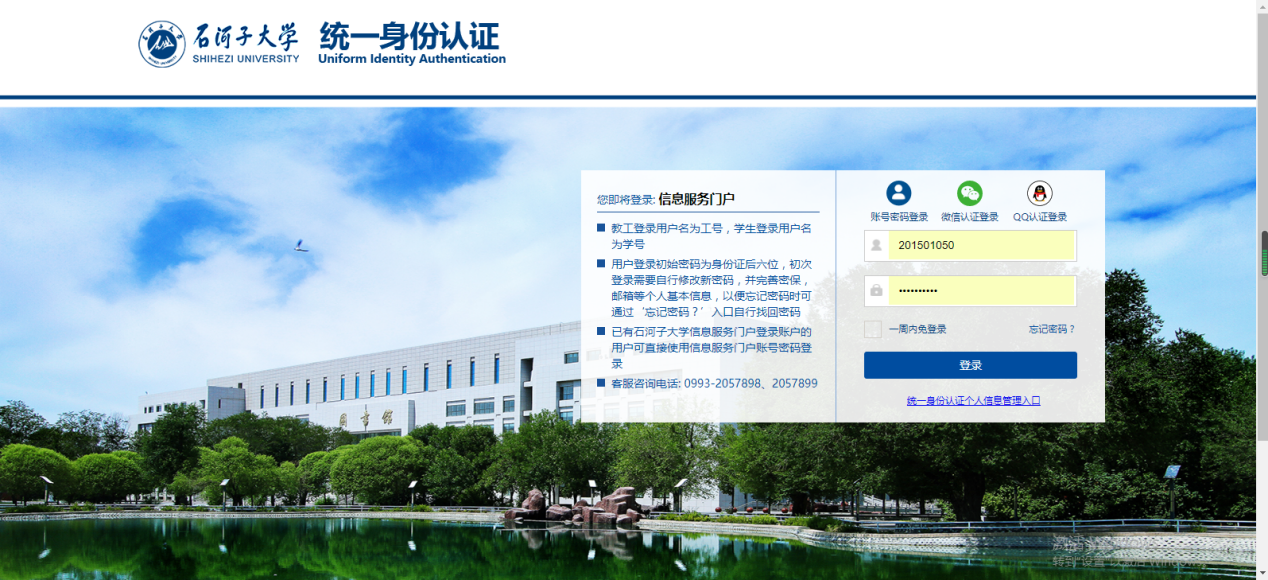 石河子大学
SHIHEZI UNIVERSITY
统一身份认证
Uniform Identity Authentication
您即将登录: 信息服务门户
教工登录用户名为工号，学生登录用户名
为学号
用户登录初始密码为身份证后六位，初次
登录需要自行修改新密码，并完善密保，
邮箱等个人基本信息，以便忘记密码时可
通过‘忘记密码？’入口自行找回密码
已有石河子大学信息服务门户登录账户的
用户可直接使用信息服务门户账号密码登
录
客服咨询电话: 0993-2057898、2057899
账号密码登录 微信认证登录 QQ认证登录
201501050
••••••••••
一周内免登录 忘记密码？
登录
统一身份认证个人信息管理入口
图书馆